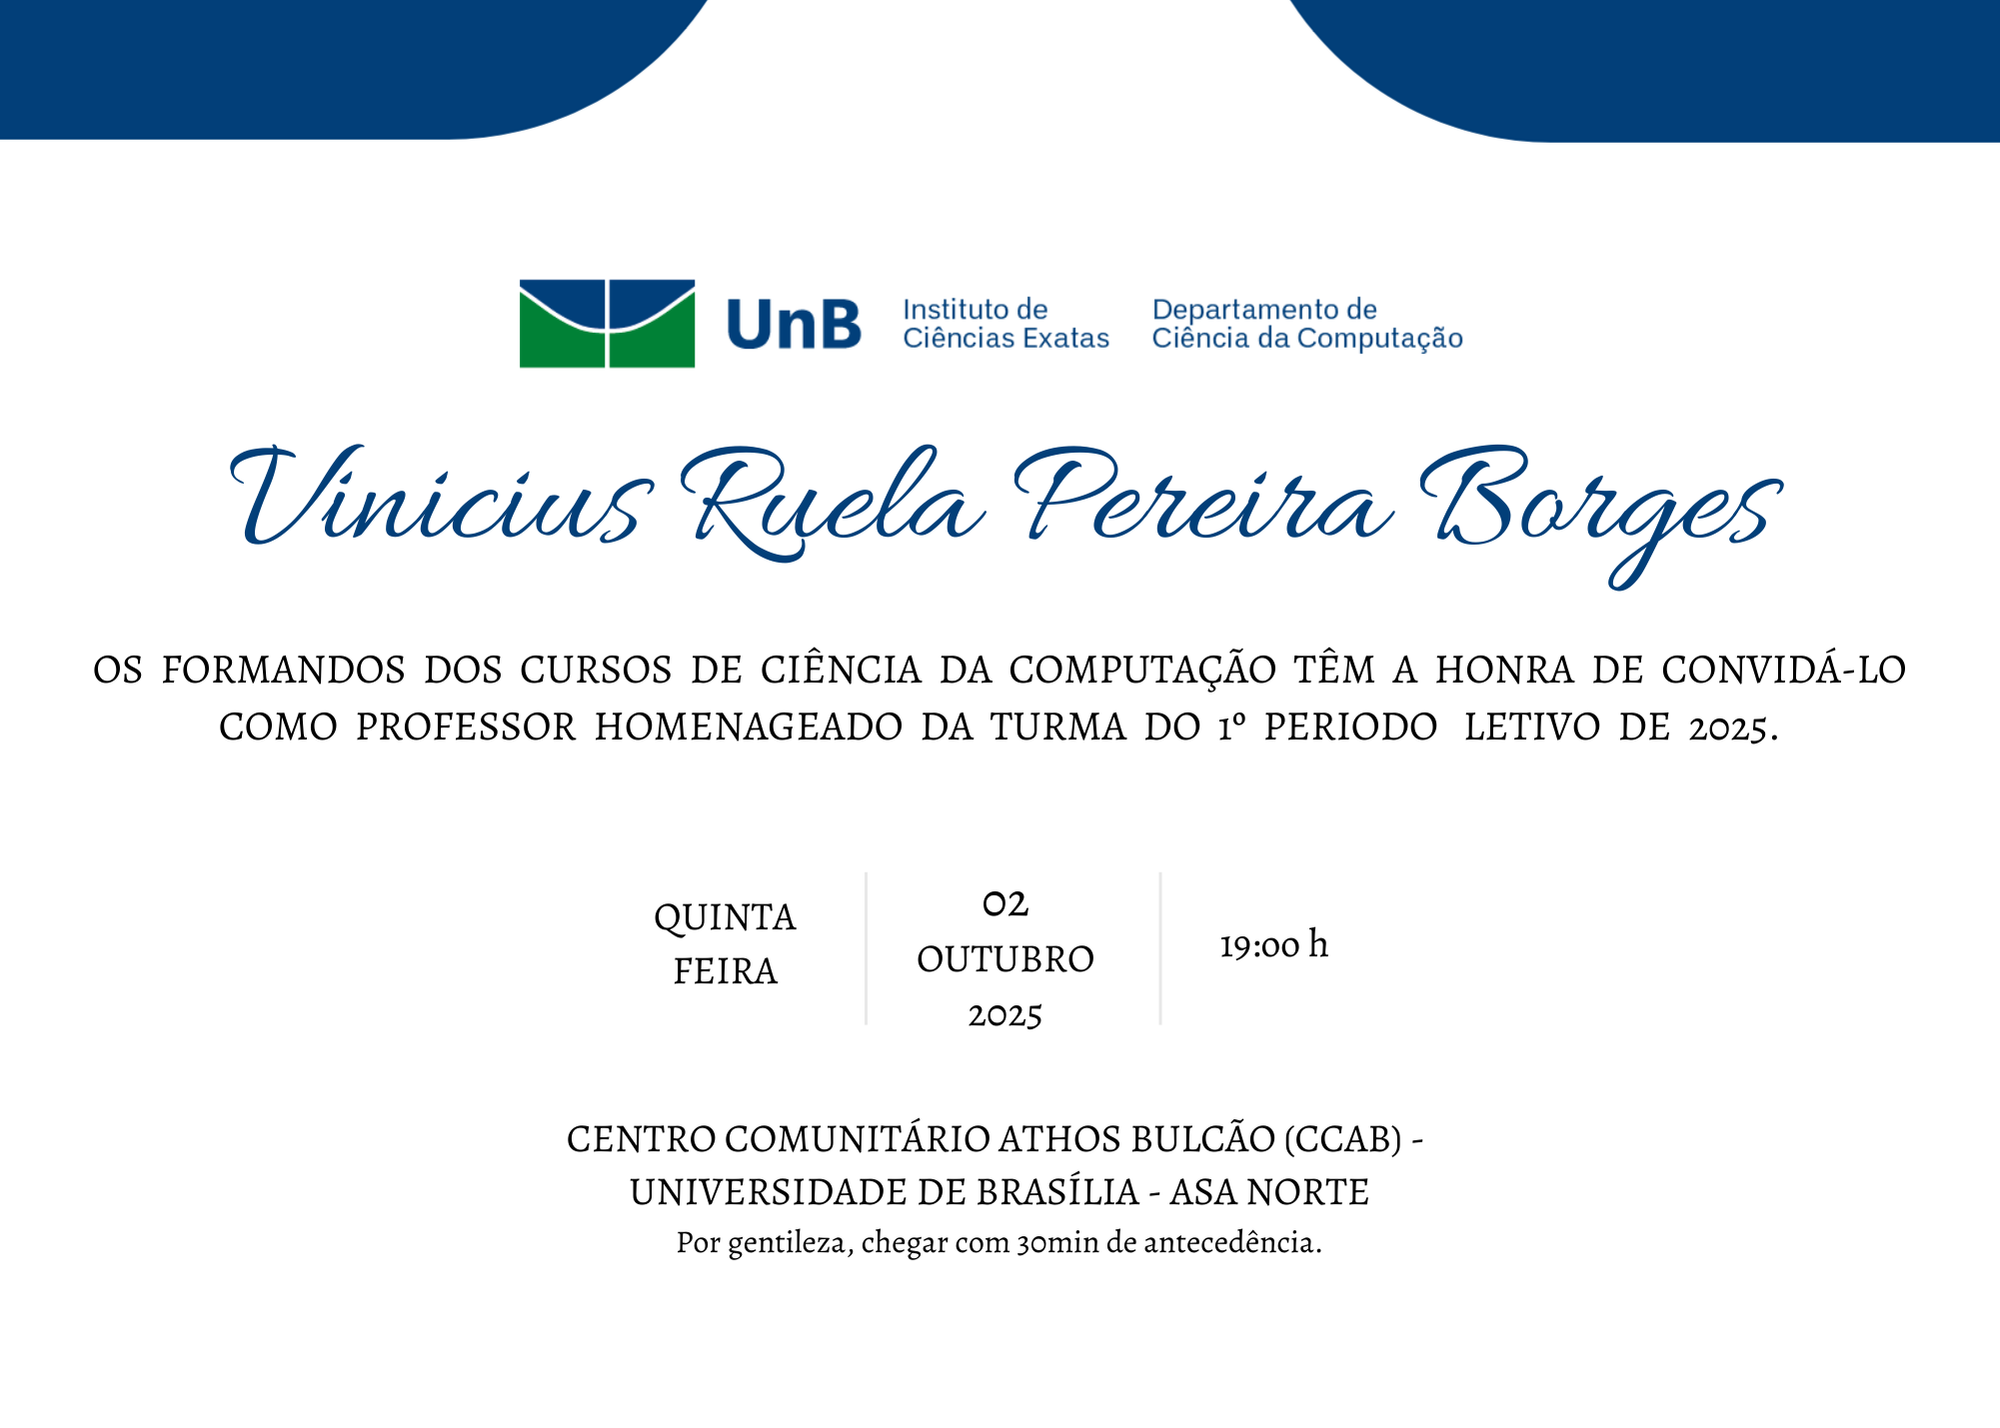 UnB
Instituto de
Ciências Exatas
Departamento de
Ciência da Computação
Vinicius Ruela Pereira Borges
OS FORMANDOS DOS CURSOS DE CIÊNCIA DA COMPUTAÇÃO TÊM A HONRA DE CONVIDÁ-LO
COMO PROFESSOR HOMENAGEADO DA TURMA DO 1º PERIODO LETIVO DE 2025.
QUINTA
FEIRA
02
OUTUBRO
2025
19:00 h
CENTRO COMUNITÁRIO ATHOS BULCÃO (CCAB) -
UNIVERSIDADE DE BRASÍLIA - ASA NORTE
Por gentileza, chegar com 30min de antecedência.